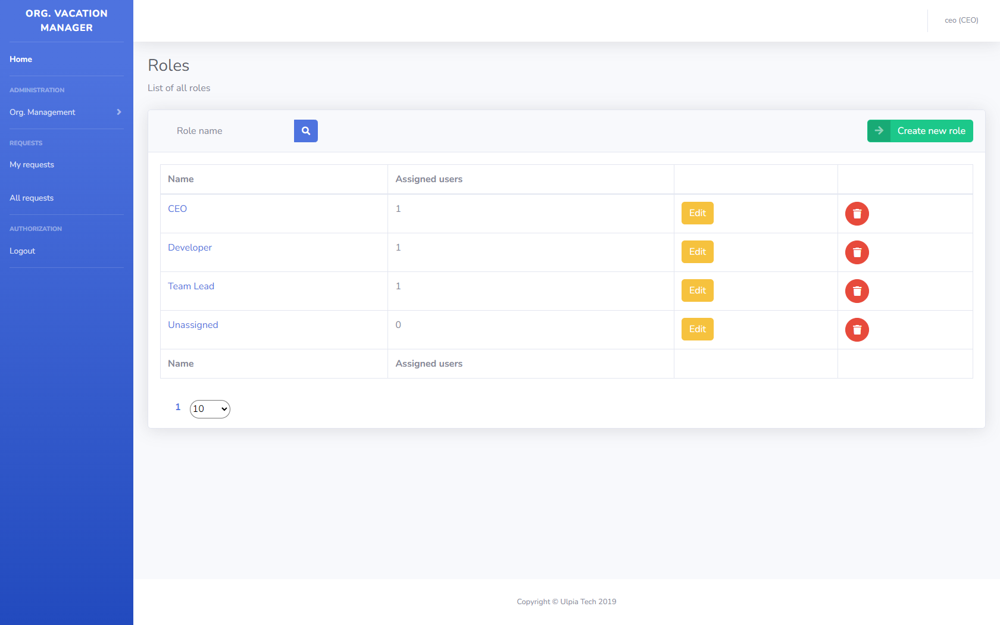 ORG. VACATION
MANAGER
Home
ADMINISTRATION
Org. Management
REQUESTS
My requests
All requests
AUTHORIZATION
Logout
ceo (CEO)
Roles
List of all roles
Role name
Create new role
Name Assigned users
CEO 1 Edit
Developer 1 Edit
Team Lead 1 Edit
Unassigned 0 Edit
Name Assigned users
1 10
Copyright © Ulpia Tech 2019